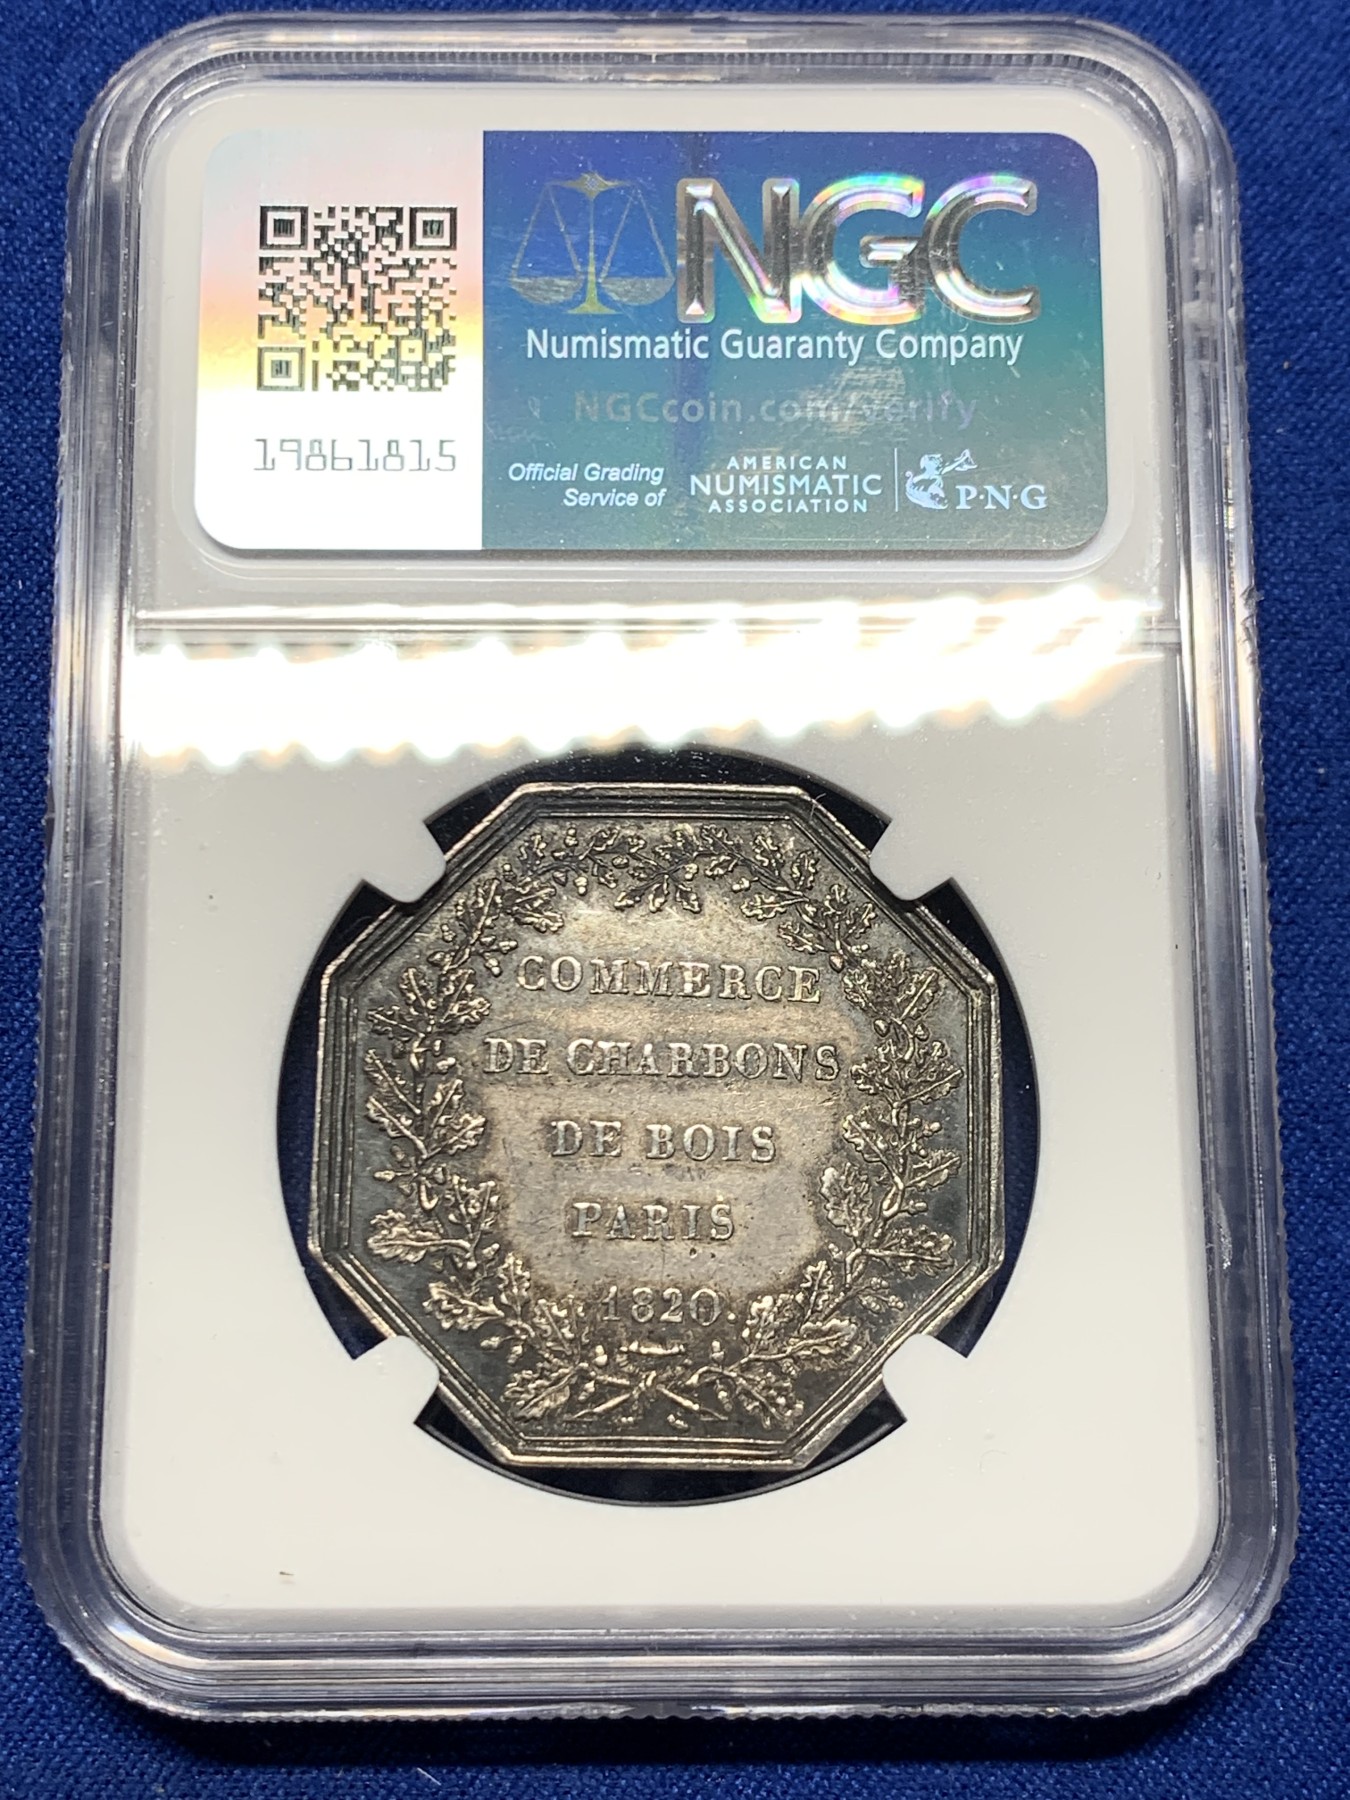 NGC
Numismatic Guaranty Company
NGCcoin.com/verify
19861815
Official Grading
Service of
AMERICAN
NUMISMATIC
ASSOCIATION
P·N·G
COMMERCE
DE CHARBONS
DE BOIS
PARIS
1820.